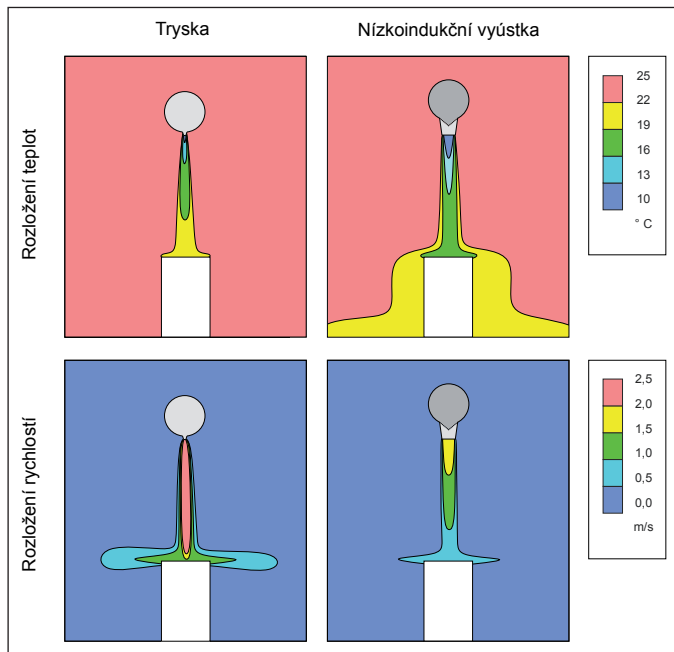 Tryska
Nízkoindukční vyústka
Rozložení teplot
25
22
19
16
13
10
° C
Rozložení rychlostí
2,5
2,0
1,5
1,0
0,5
0,0
m/s